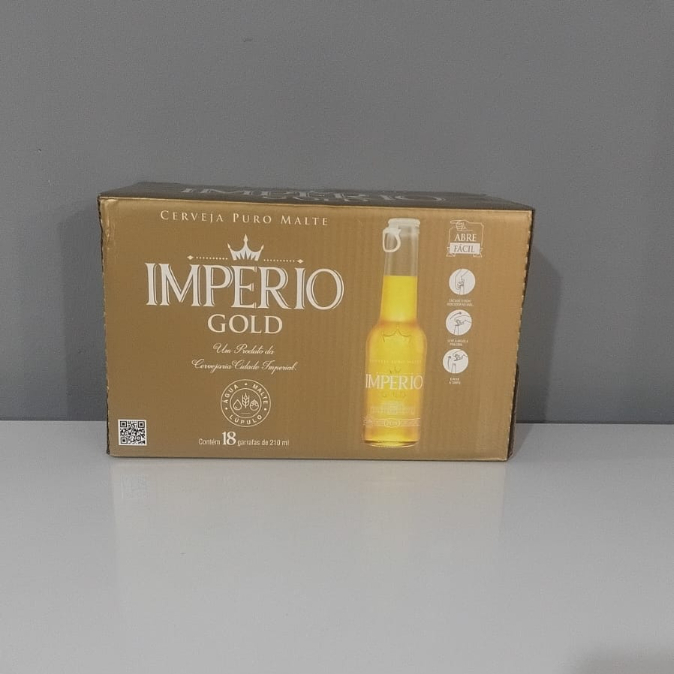 IMPERIO
CERVEJA PURO MALTE
IMPERIO
GOLD
Um Produto da
Cervejaria Cidade Imperial
ÁGUA • MALTE
LÚPULO
Contém 18 garrafas de 210 ml
IMPERIO
ABRE
FÁCIL